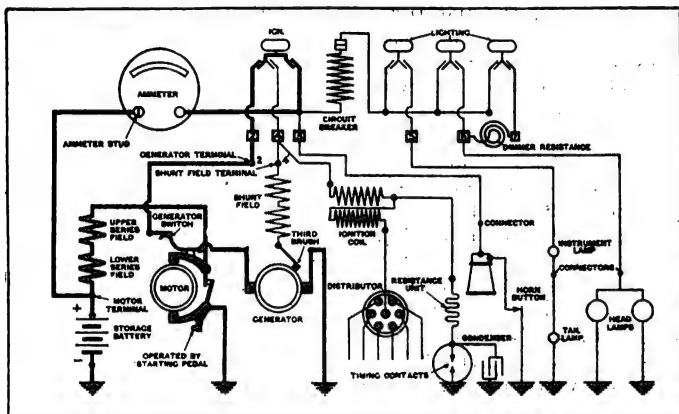 IGN.
LIGHTING
AMMETER
CIRCUIT
BREAKER
AMMETER STUD
DIMMER RESISTANCE
GENERATOR TERMINAL
2
4
SHUNT FIELD TERMINAL
SHUNT
FIELD
UPPER
SERIES
FIELD
GENERATOR
SWITCH
CONNECTOR
THIRD
BRUSH
IGNITION
COIL
INSTRUMENT
LAMP
LOWER
SERIES
FIELD
RESISTANCE
UNIT
CONNECTORS
DISTRIBUTOR
HORN
BUTTON
MOTOR
MOTOR
TERMINAL
GENERATOR
HEAD
LAMPS
+
STORAGE
BATTERY
TAIL
LAMP
CONDENSER
-
OPERATED BY
STARTING PEDAL
TIMING CONTACTS